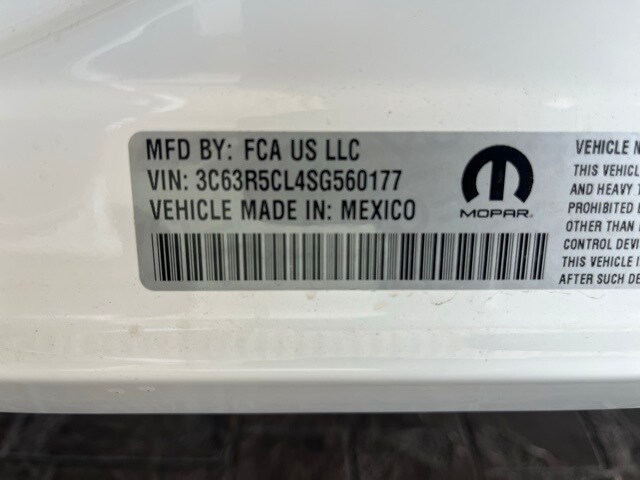 MFD BY: FCA US LLC
VIN: 3C63R5CL4SG560177
VEHICLE MADE IN: MEXICO
MOPAR
VEHICLE
THIS VEHICL
AND HEAVY
PROHIBITED
OTHER THAN
CONTROL DEVI
THIS VEHICLE
AFTER SUCH DE